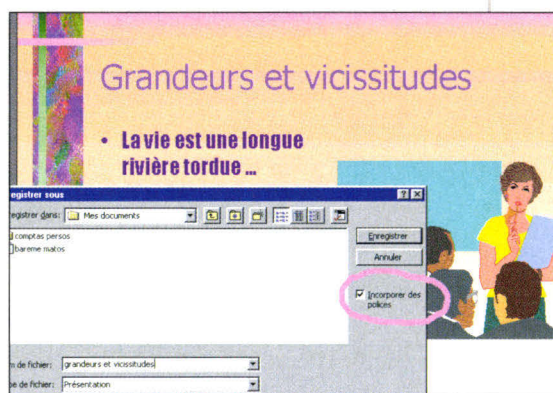 Grandeurs et vicissitudes
• La vie est une longue
rivière tordue ...
egistrer sous
egistrer dans: Mes documents
comptas persos
bareme matos
Enregistrer
Annuler
Incorporer des
polices
m de fichier: grandeurs et vicissitudes
pe de fichier: Présentation